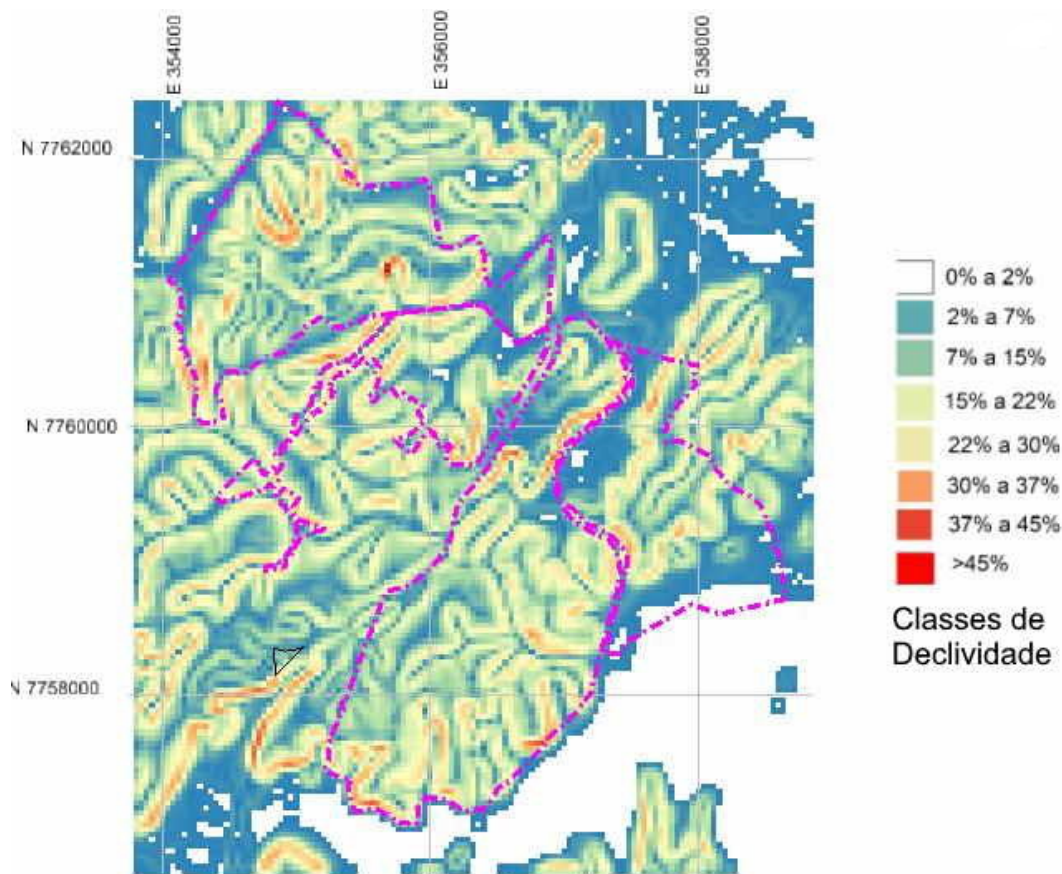 E 354000
E 356000
E 358000
N 7762000
N 7760000
N 7758000
0% a 2%
2% a 7%
7% a 15%
15% a 22%
22% a 30%
30% a 37%
37% a 45%
>45%
Classes de
Declividade